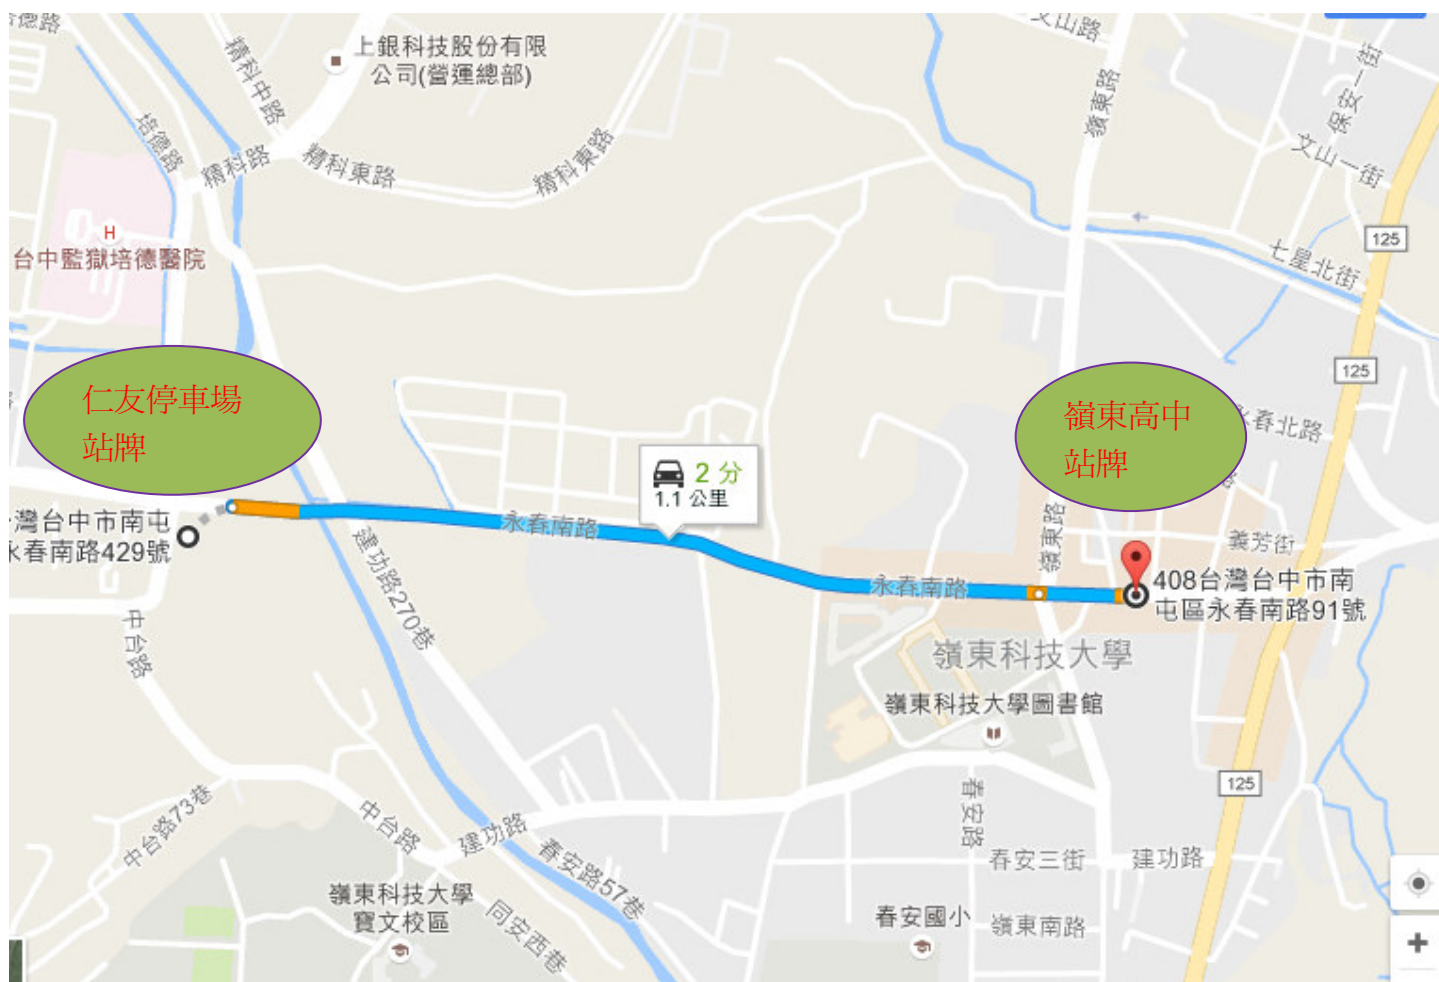 文山路
上銀科技股份有限
公司(營運總部)
精科中路
嶺東路
保安一街
培德路
精科路
精科東路
精科東路
文山一街
H
台中監獄培德醫院
125
七星北街
仁友停車場
站牌
125
嶺東高中
站牌
永春北路
2 分
1.1 公里
灣台中市南屯
永春南路429號
永春南路
建功路270巷
嶺東路
義芳街
永春南路
408台灣台中市南
屯區永春南路91號
中台路
嶺東科技大學
嶺東科技大學圖書館
125
中台路73巷
中台路
建功路
春安路
春安路57巷
春安三街
建功路
嶺東科技大學
寶文校區
同安西巷
春安國小
嶺東南路